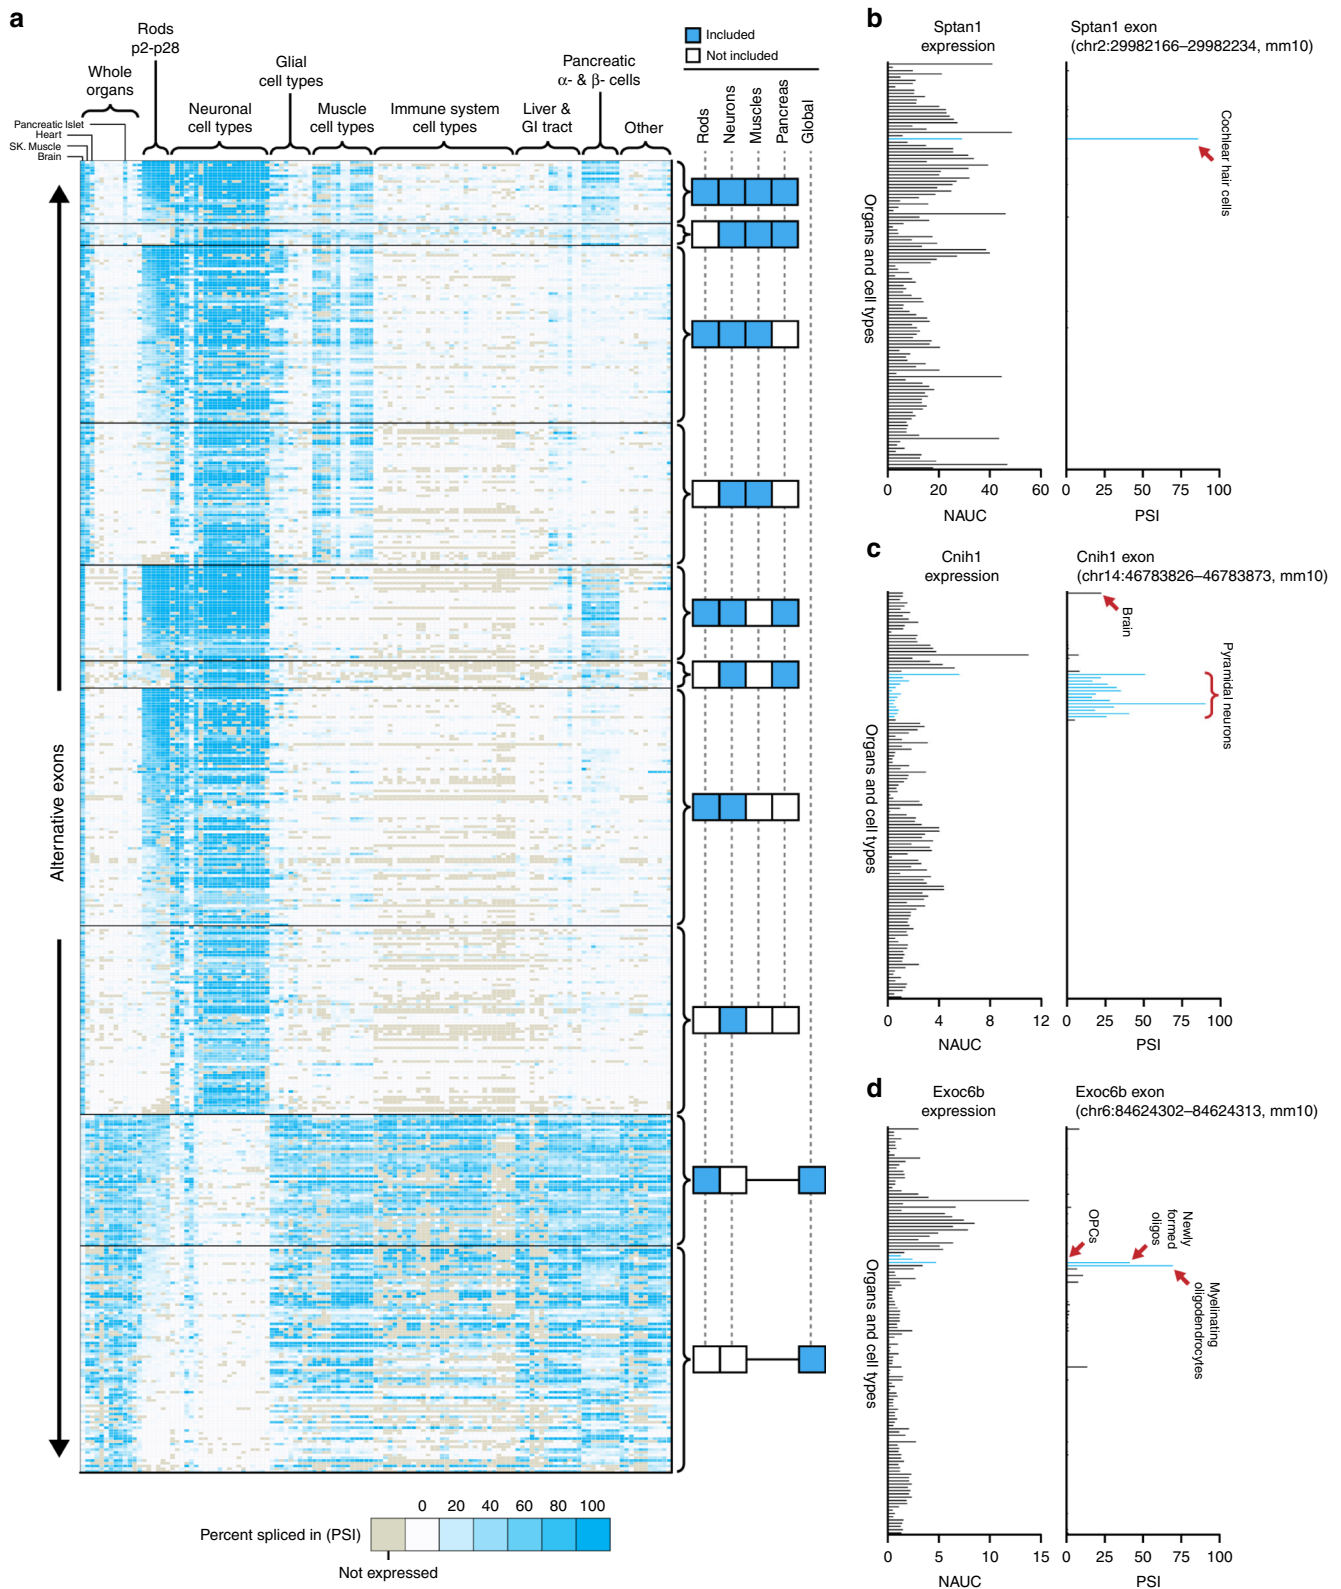 a
Rods
p2-p28
Whole
organs
Glial
cell types
Pancreatic
α- & β- cells
Neuronal
cell types
Muscle
cell types
Immune system
cell types
Liver &
GI tract
Other
Pancreatic Islet
Heart
SK. Muscle
Brain
Included
Not included
Rods
Neurons
Muscles
Pancreas
Global
Alternative exons
0 20 40 60 80 100
Percent spliced in (PSI)
Not expressed
b
Sptan1
expression
Sptan1 exon
(chr2:29982166–29982234, mm10)
Organs and cell types
Cochlear hair cells
0 20 40 60
NAUC
0 25 50 75 100
PSI
c
Cnih1
expression
Cnih1 exon
(chr14:46783826–46783873, mm10)
Organs and cell types
Brain
Pyramidal neurons
0 4 8 12
NAUC
0 25 50 75 100
PSI
d
Exoc6b
expression
Exoc6b exon
(chr6:84624302–84624313, mm10)
Organs and cell types
OPCs
Newly
formed
oligos
Myelinating
oligodendrocytes
0 5 10 15
NAUC
0 25 50 75 100
PSI